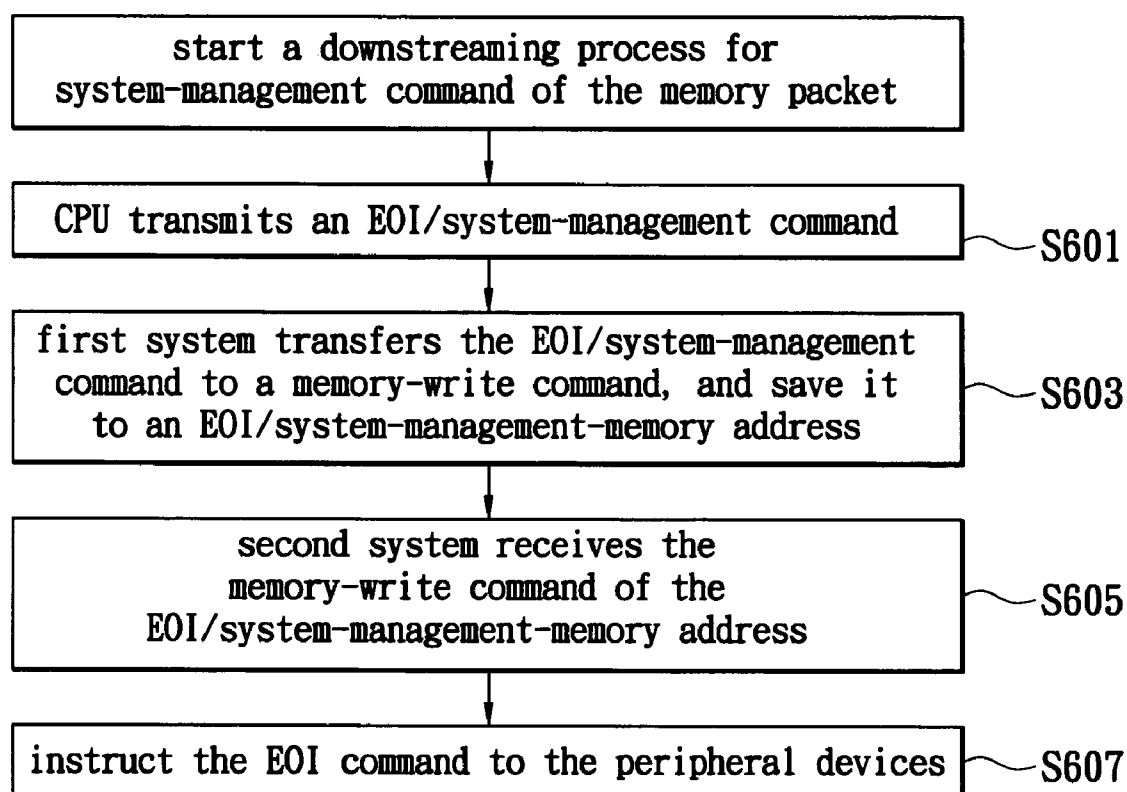 start a downstreaming process for
system-management command of the memory packet
CPU transmits an EOI/system-management command
S601
first system transfers the EOI/system-management
command to a memory-write command, and save it
to an EOI/system-management-memory address
S603
second system receives the
memory-write command of the
EOI/system-management-memory address
S605
instruct the EOI command to the peripheral devices
S607